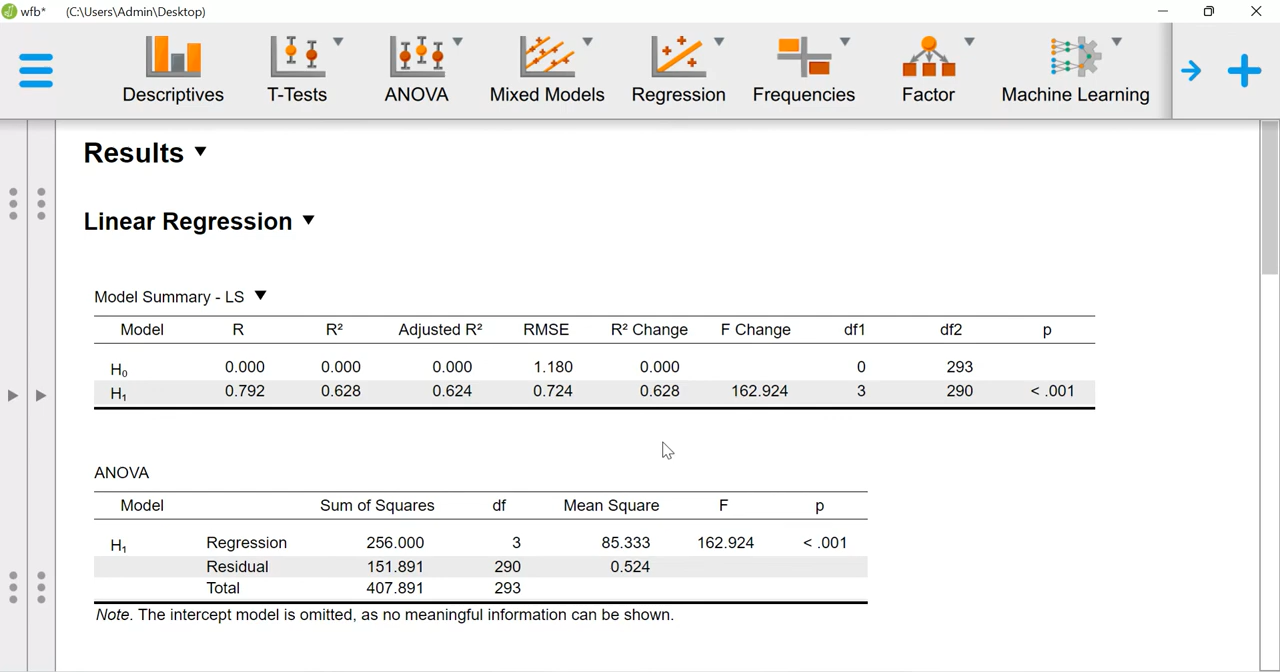 wfb* (C:\Users\Admin\Desktop)
Descriptives T-Tests ANOVA Mixed Models Regression Frequencies Factor Machine Learning
Results
Linear Regression
Model Summary - LS
Model R R² Adjusted R² RMSE R² Change F Change df1 df2 p
H₀ 0.000 0.000 0.000 1.180 0.000 0 293
H₁ 0.792 0.628 0.624 0.724 0.628 162.924 3 290 < .001
ANOVA
Model Sum of Squares df Mean Square F p
H₁ Regression 256.000 3 85.333 162.924 < .001
Residual 151.891 290 0.524
Total 407.891 293
Note. The intercept model is omitted, as no meaningful information can be shown.